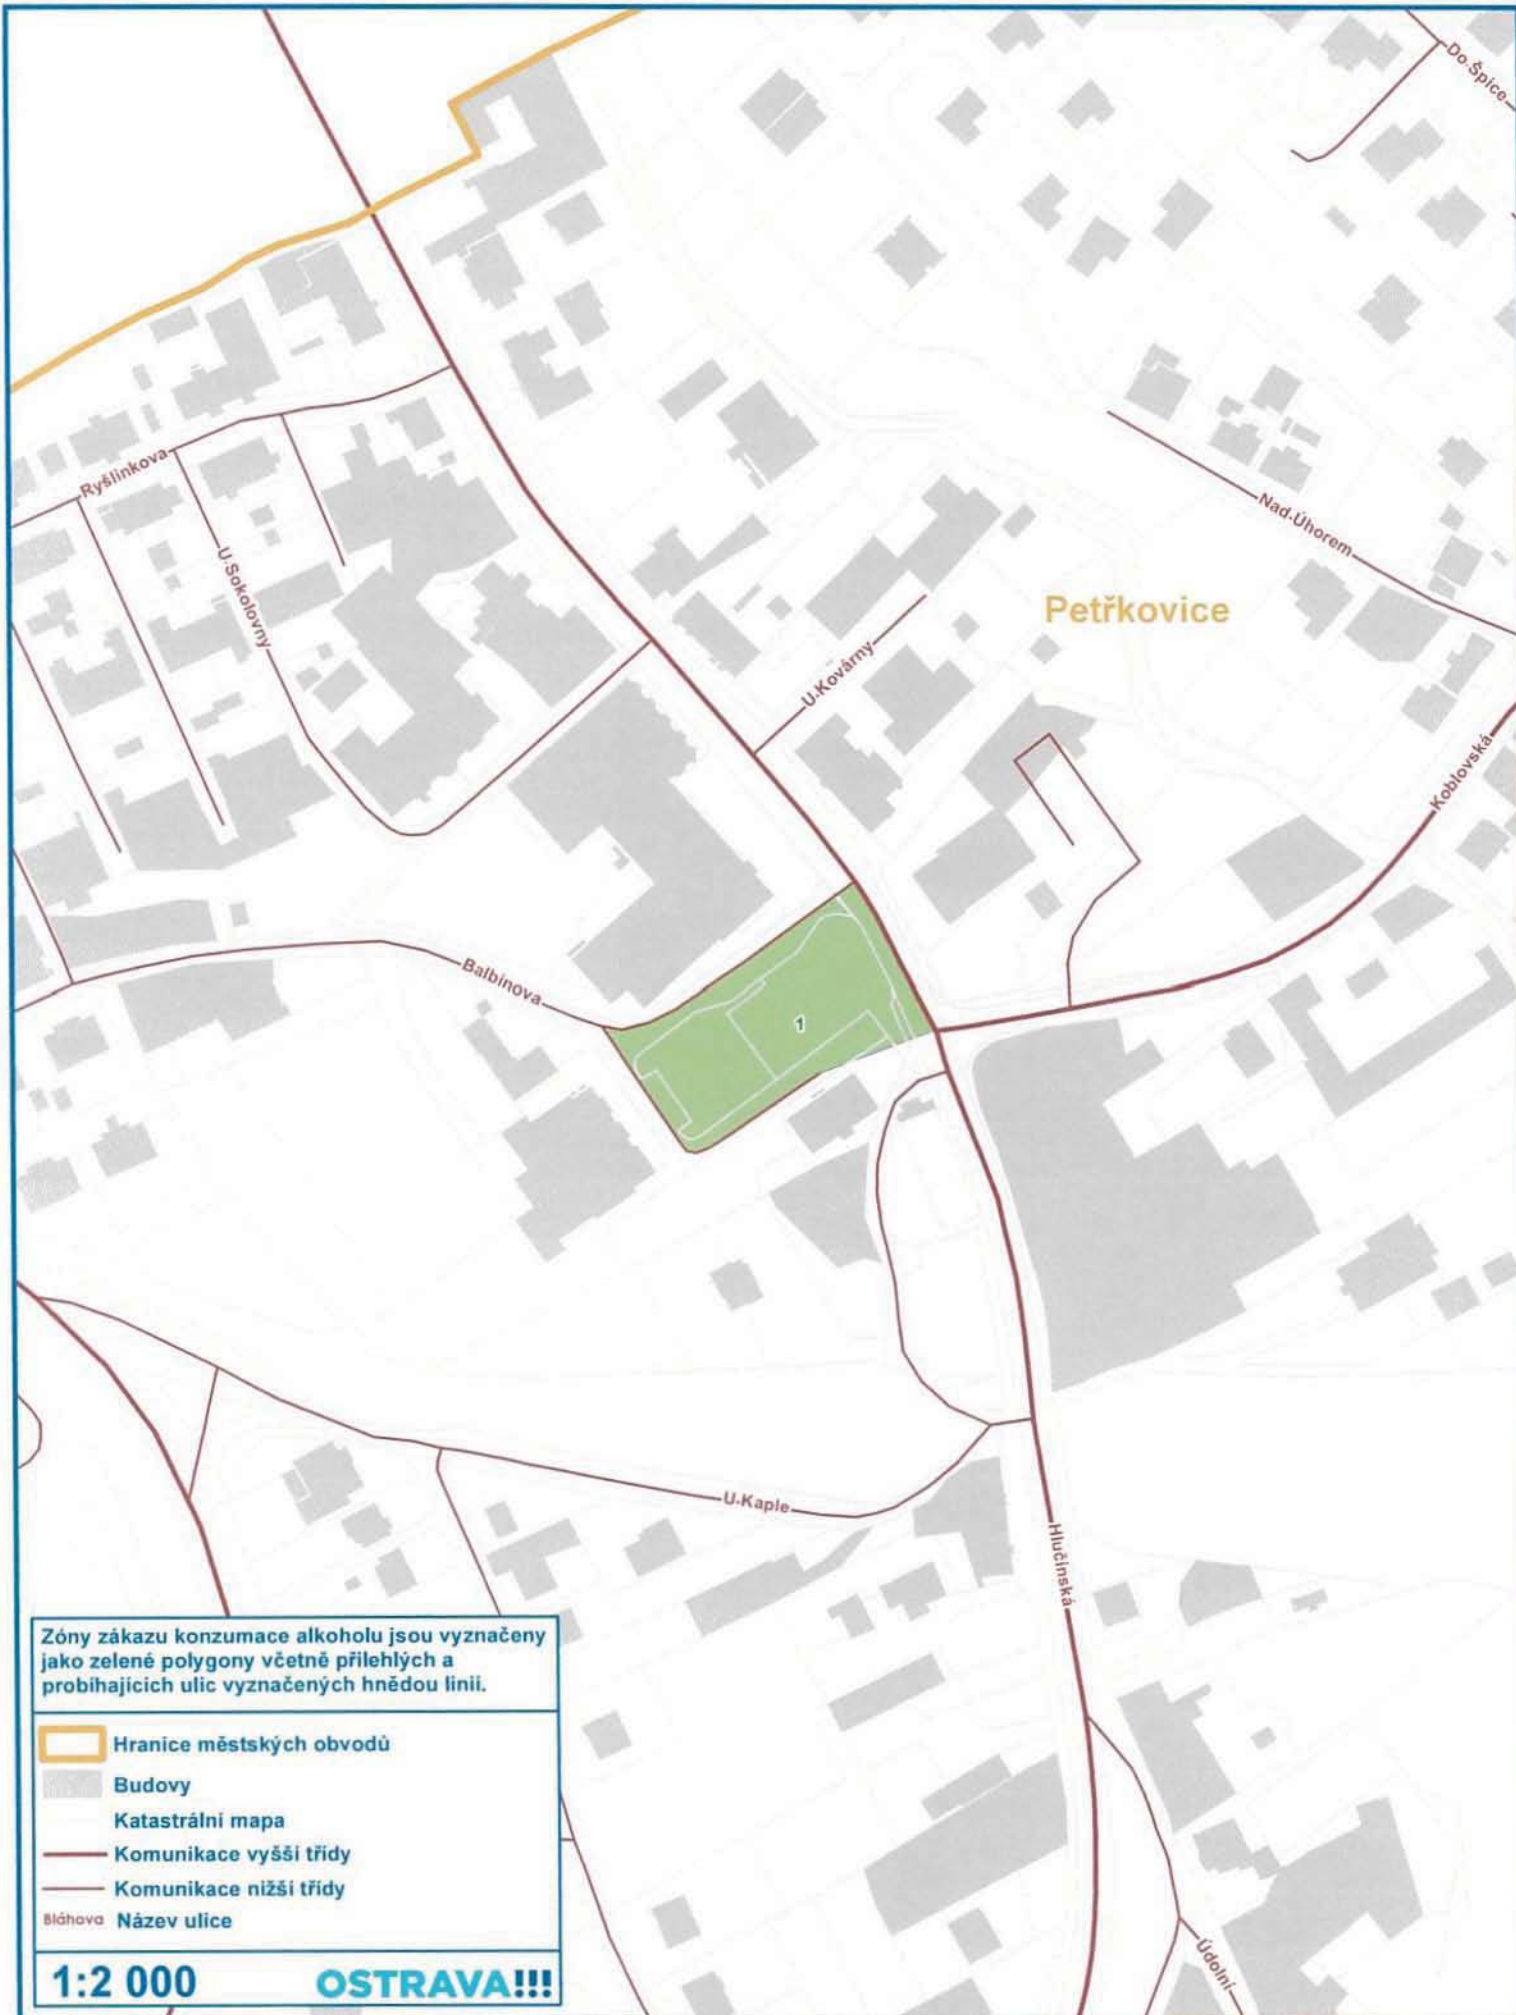 Do Špice
Ryšlinkova
U Sokolovny
Nad Úhorem
Petřkovice
U Kovárny
Koblovská
Balbínova
1
U Kaple
Hlučínská
Zóny zákazu konzumace alkoholu jsou vyznačeny
jako zelené polygony včetně přilehlých a
probíhajících ulic vyznačených hnědou linií.
Hranice městských obvodů
Budovy
Katastrální mapa
Komunikace vyšší třídy
Komunikace nižší třídy
Bláhova Název ulice
1:2 000
OSTRAVA!!!
Údolní